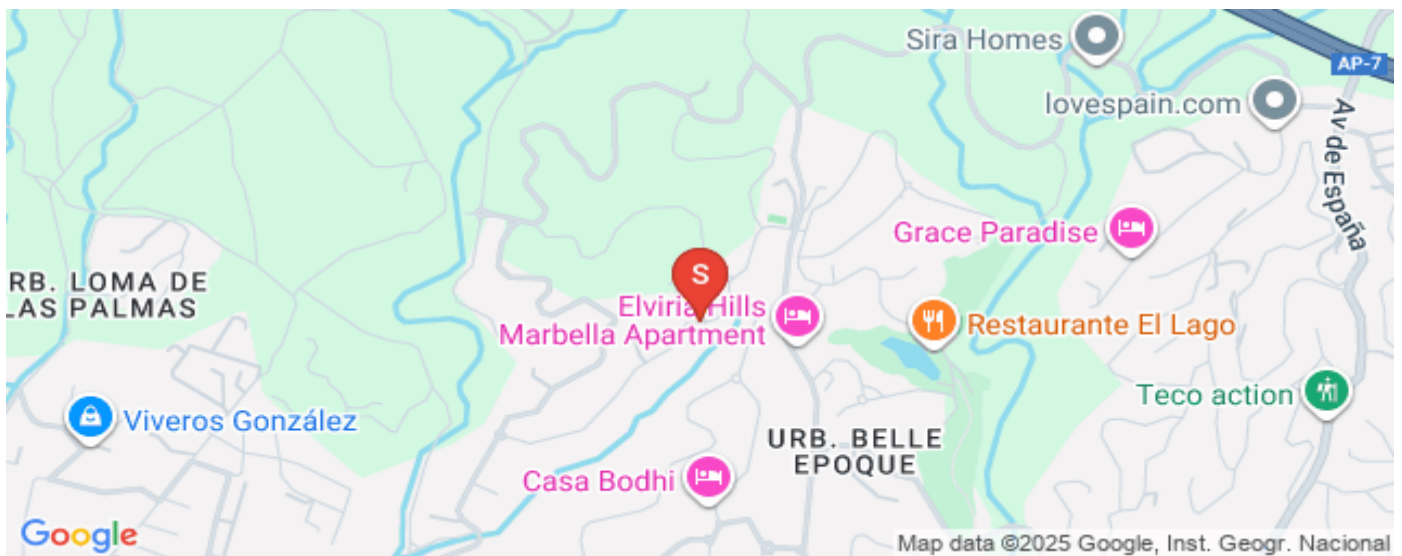 Sira Homes
AP-7
lovespain.com
Av de España
Grace Paradise
RB. LOMA DE
LAS PALMAS
S
Elviria Hills
Marbella Apartment
Restaurante El Lago
Teco action
Viveros González
URB. BELLE
EPOQUE
Casa Bodhi
Google
Map data ©2025 Google, Inst. Geogr. Nacional